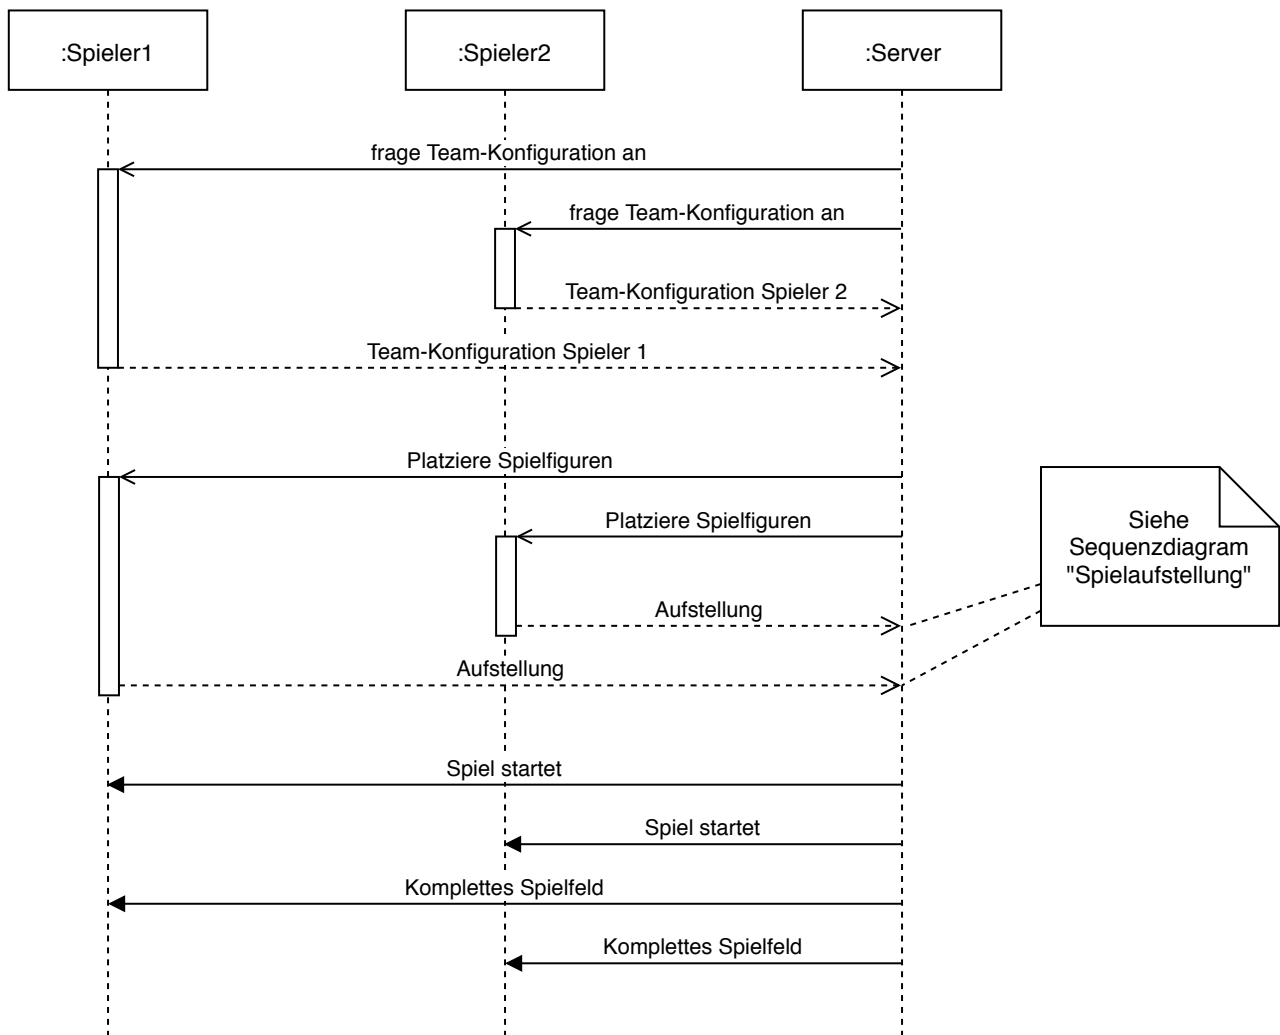 :Spieler1
:Spieler2
:Server
frage Team-Konfiguration an
frage Team-Konfiguration an
Team-Konfiguration Spieler 2
Team-Konfiguration Spieler 1
Platziere Spielfiguren
Platziere Spielfiguren
Siehe
Sequenzdiagram
"Spielaufstellung"
Aufstellung
Aufstellung
Spiel startet
Spiel startet
Komplettes Spielfeld
Komplettes Spielfeld